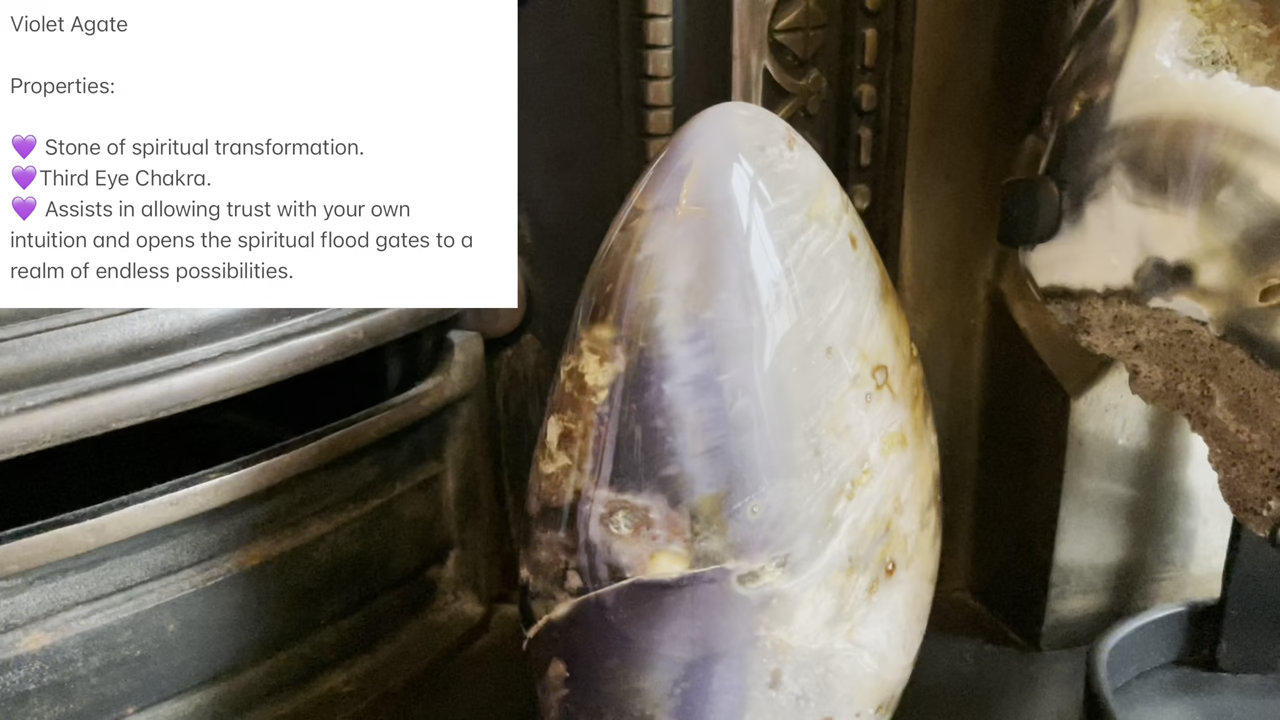 Violet Agate
Properties:
💜 Stone of spiritual transformation.
💜Third Eye Chakra.
💜 Assists in allowing trust with your own
intuition and opens the spiritual flood gates to a
realm of endless possibilities.